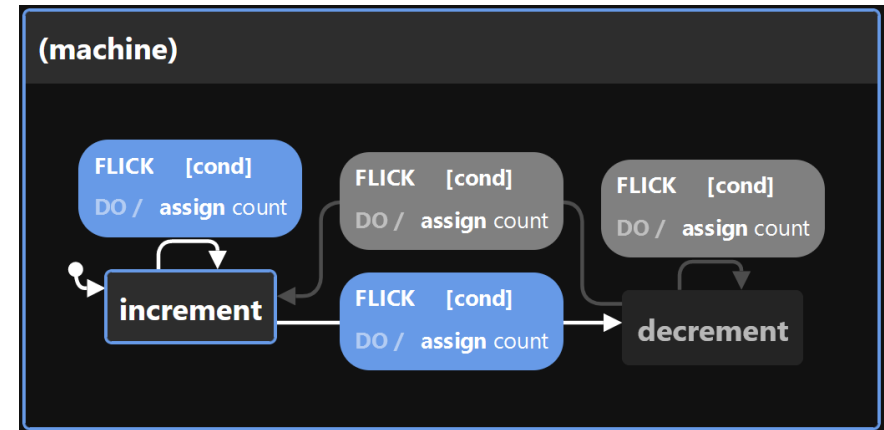 (machine)
FLICK [cond]
DO / assign count
FLICK [cond]
DO / assign count
FLICK [cond]
DO / assign count
increment
FLICK [cond]
DO / assign count
decrement